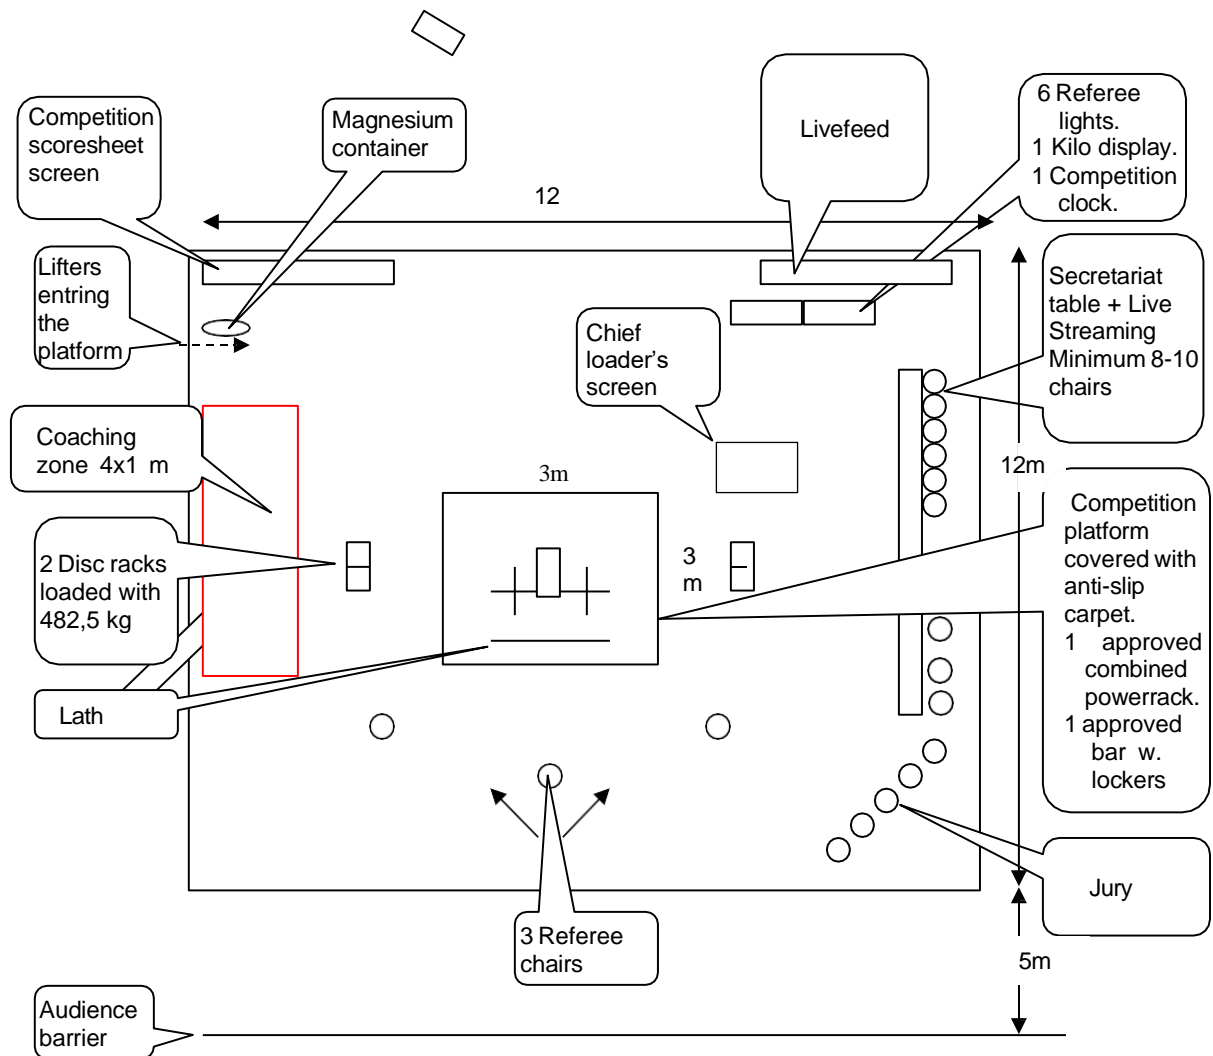 Competition
scoresheet
screen
Magnesium
container
Livefeed
6 Referee
lights.
1 Kilo display.
1 Competition
clock.
12
Lifters
entring
the
platform
Chief
loader's
screen
Secretariat
table + Live
Streaming
Minimum 8-10
chairs
Coaching
zone 4x1 m
3m
12m
2 Disc racks
loaded with
482,5 kg
3
m
Competition
platform
covered with
anti-slip
carpet.
1 approved
combined
powerrack.
1 approved
bar w.
lockers
Lath
Jury
3 Referee
chairs
5m
Audience
barrier